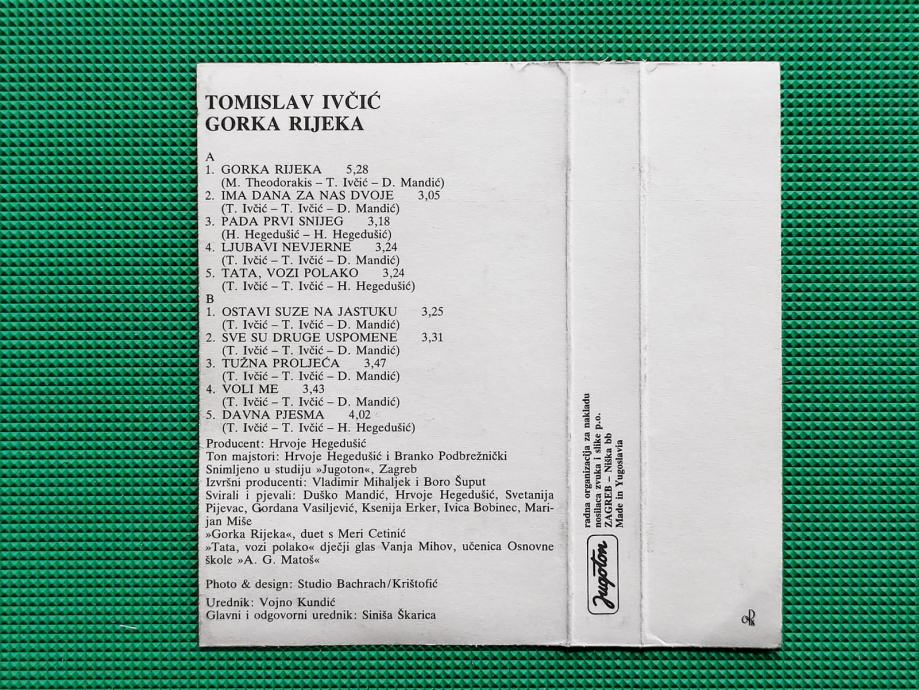 TOMISLAV IVČIĆ
GORKA RIJEKA
A
1. GORKA RIJEKA 5,28
(M. Theodorakis – T. Ivčić – D. Mandić)
2. IMA DANA ZA NAS DVOJE 3,05
(T. Ivčić – T. Ivčić – D. Mandić)
3. PADA PRVI SNIJEG 3,18
(H. Hegedušić – H. Hegedušić)
4. LJUBAVI NEVJERNE 3,24
(T. Ivčić – T. Ivčić – D. Mandić)
5. TATA, VOZI POLAKO 3,24
(T. Ivčić – T. Ivčić – H. Hegedušić)
B
1. OSTAVI SUZE NA JASTUKU 3,25
(T. Ivčić – T. Ivčić – D. Mandić)
2. SVE SU DRUGE USPOMENE 3,31
(T. Ivčić – T. Ivčić – D. Mandić)
3. TUŽNA PROLJEĆA 3,47
(T. Ivčić – T. Ivčić – D. Mandić)
4. VOLI ME 3,43
(T. Ivčić – T. Ivčić – D. Mandić)
5. DAVNA PJESMA 4,02
(T. Ivčić – T. Ivčić – H. Hegedušić)
Producent: Hrvoje Hegedušić
Ton majstori: Hrvoje Hegedušić i Branko Podbrežnički
Snimljeno u studiju »Jugoton«, Zagreb
Izvršni producenti: Vladimir Mihaljek i Boro Šuput
Svirali i pjevali: Duško Mandić, Hrvoje Hegedušić, Svetanija
Pijevac, Gordana Vasiljević, Ksenija Erker, Ivica Bobinec, Mari-
jan Miše
»Gorka Rijeka«, duet s Meri Cetinić
»Tata, vozi polako« dječji glas Vanja Mihov, učenica Osnovne
škole »A. G. Matoš«
Photo & design: Studio Bachrach/Krištofić
Urednik: Vojno Kundić
Glavni i odgovorni urednik: Siniša Škarica
radna organizacija za nakladu
nosilaca zvuka i slike p.o.
ZAGREB – Niška bb
Made in Yugoslavia
Jugoton